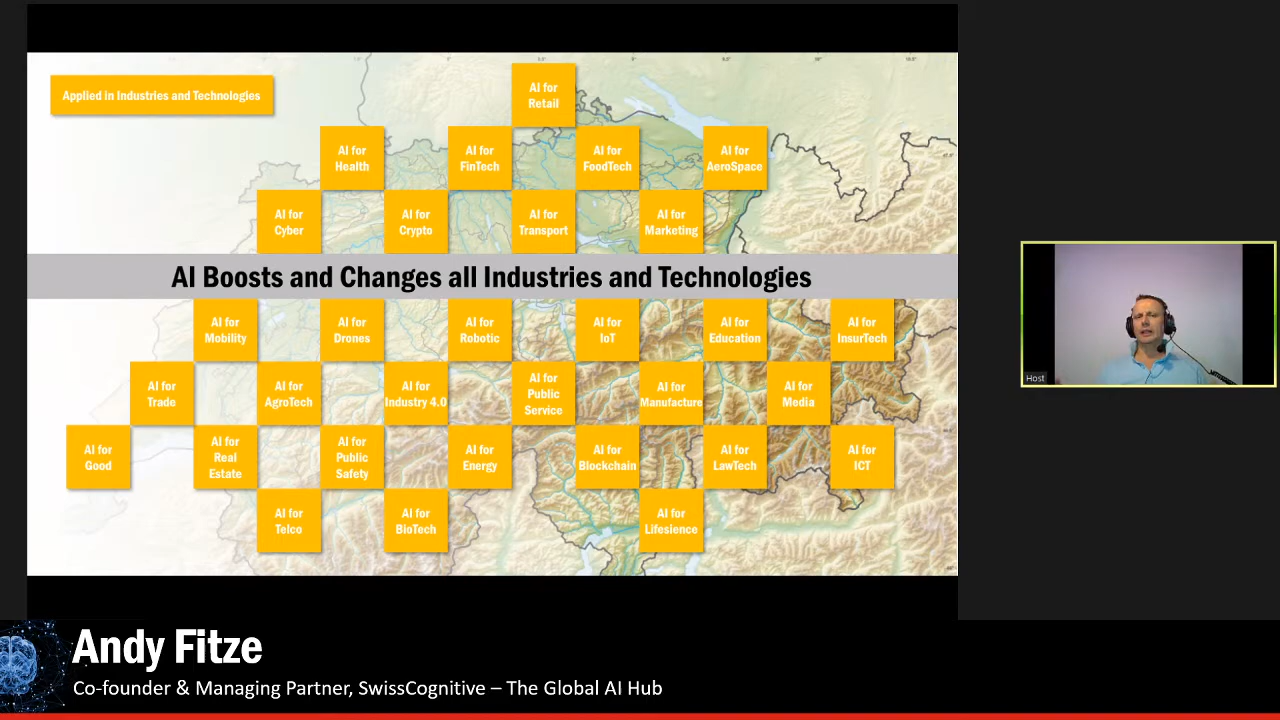 Applied in Industries and Technologies
AI for
Retail
AI for
Health
AI for
FinTech
AI for
FoodTech
AI for
AeroSpace
AI for
Cyber
AI for
Crypto
AI for
Transport
AI for
Marketing
AI Boosts and Changes all Industries and Technologies
AI for
Mobility
AI for
Drones
AI for
Robotic
AI for
IoT
AI for
Education
AI for
InsurTech
AI for
Trade
AI for
AgroTech
AI for
Industry 4.0
AI for
Public
Service
AI for
Manufacture
AI for
Media
AI for
Good
AI for
Real
Estate
AI for
Public
Safety
AI for
Energy
AI for
Blockchain
AI for
LawTech
AI for
ICT
AI for
Telco
AI for
BioTech
AI for
Lifesience
Host
Andy Fitze
Co-founder & Managing Partner, SwissCognitive – The Global AI Hub